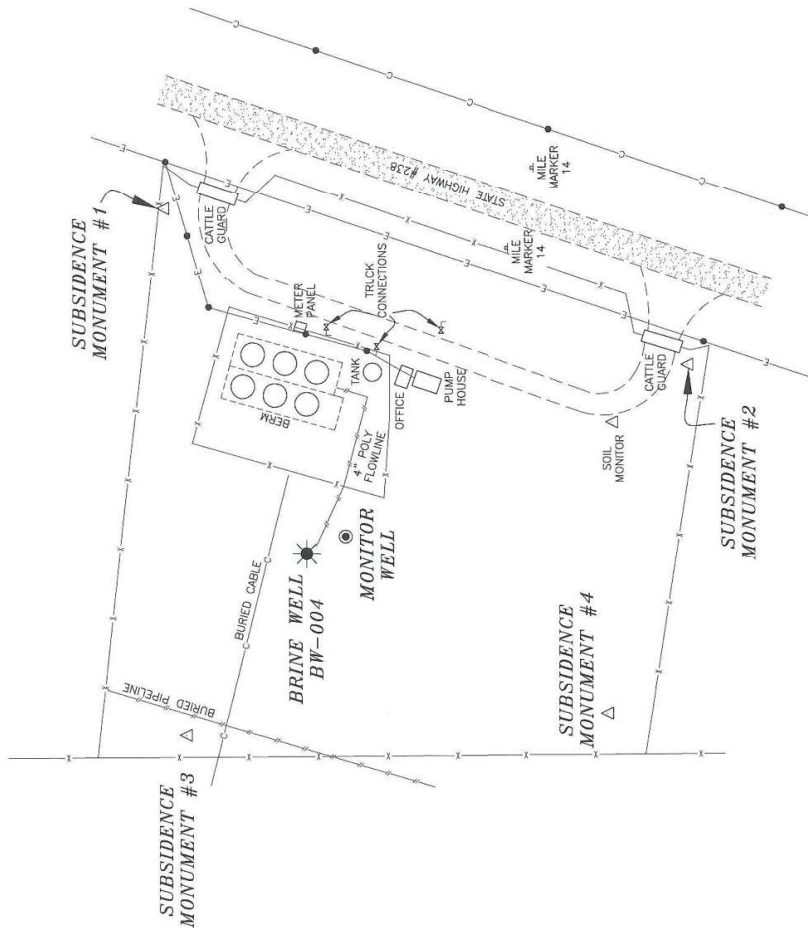 SUBSIDENCE
MONUMENT #1
CATTLE
GUARD
STATE HIGHWAY
#238
MILE
MARKER
14
MILE
MARKER
14
METER
PANEL
TRUCK
CONNECTIONS
BERM
TANK
OFFICE
PUMP
HOUSE
4" POLY
FLOWLINE
CATTLE
GUARD
SOIL
MONITOR
SUBSIDENCE
MONUMENT #2
MONITOR
WELL
BRINE WELL
BW-004
BURIED CABLE
BURIED PIPELINE
SUBSIDENCE
MONUMENT #4
SUBSIDENCE
MONUMENT #3